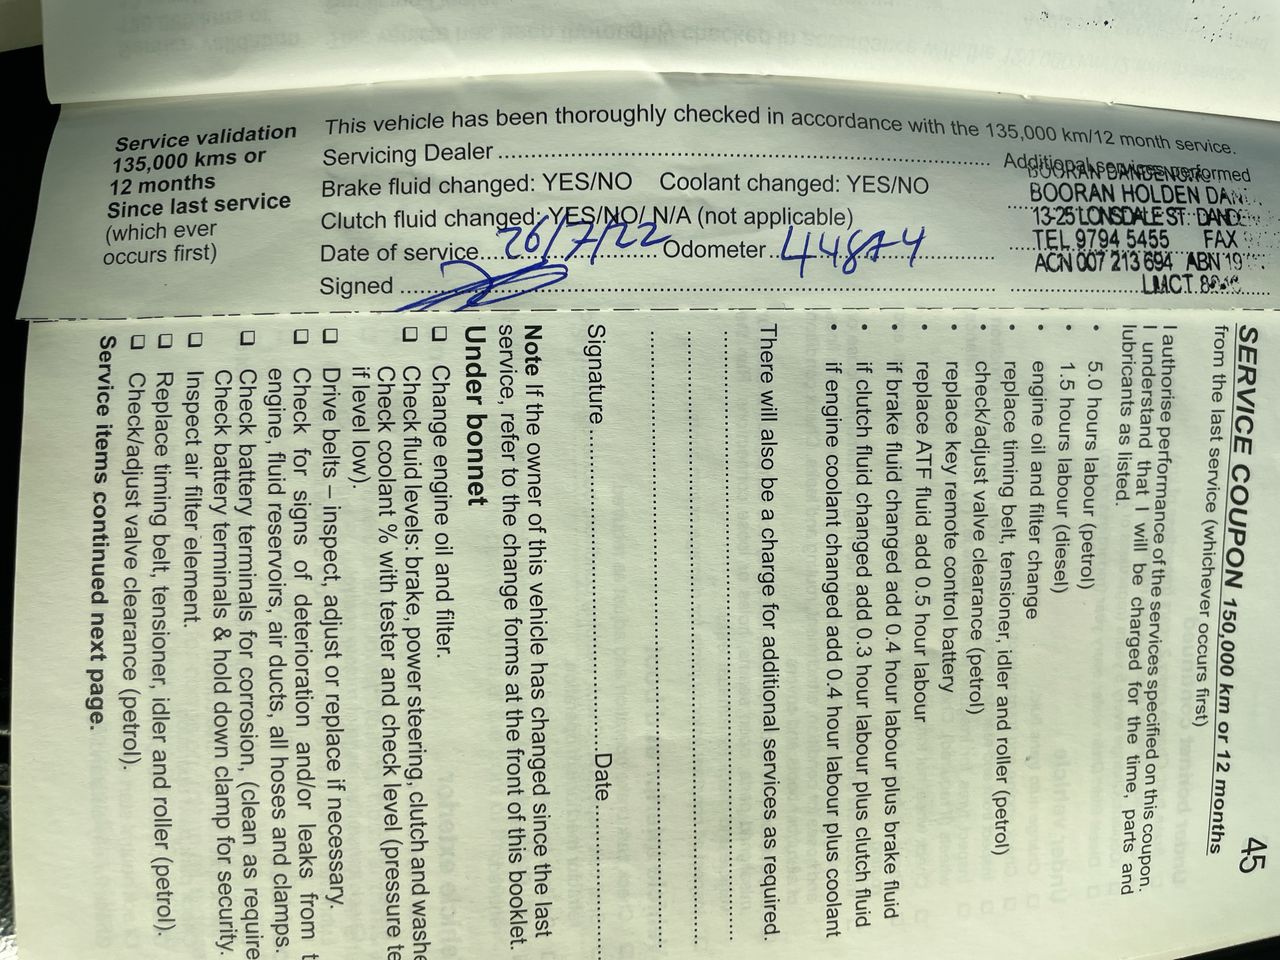 Service validation
135,000 kms or
12 months
Since last service
(which ever
occurs first)
This vehicle has been thoroughly checked in accordance with the 135,000 km/12 month service.
Servicing Dealer ........................ Additional services performed
Brake fluid changed: YES/NO Coolant changed: YES/NO
Clutch fluid changed: YES/NO/ N/A (not applicable)
Date of service....26/7/22....Odometer..44874
Signed ........................
BOORAN HOLDEN DAN
13-25 LONSDALE ST. DANDE
TEL 9794 5455 FAX
ACN 007 213 694 ABN 19
LMCT.
45
SERVICE COUPON 150,000 km or 12 months
from the last service (whichever occurs first)
I authorise performance of the services specified on this coupon.
I understand that I will be charged for the time, parts and
lubricants as listed.
• 5.0 hours labour (petrol)
• 1.5 hours labour (diesel)
• engine oil and filter change
• replace timing belt, tensioner, idler and roller (petrol)
• check/adjust valve clearance (petrol)
• replace key remote control battery
• replace ATF fluid add 0.5 hour labour
• if brake fluid changed add 0.4 hour labour plus brake fluid
• if clutch fluid changed add 0.3 hour labour plus clutch fluid
• if engine coolant changed add 0.4 hour labour plus coolant
There will also be a charge for additional services as required.
Signature ........................Date........................
Note If the owner of this vehicle has changed since the last
service, refer to the change forms at the front of this booklet.
Under bonnet
❑ Change engine oil and filter.
❑ Check fluid levels: brake, power steering, clutch and washe
Check coolant % with tester and check level (pressure te
if level low).
❑ Drive belts – inspect, adjust or replace if necessary.
❑ Check for signs of deterioration and/or leaks from t
engine, fluid reservoirs, air ducts, all hoses and clamps.
❑ Check battery terminals for corrosion, (clean as require
Check battery terminals & hold down clamp for security.
❑ Inspect air filter element.
❑ Replace timing belt, tensioner, idler and roller (petrol).
❑ Check/adjust valve clearance (petrol).
Service items continued next page.